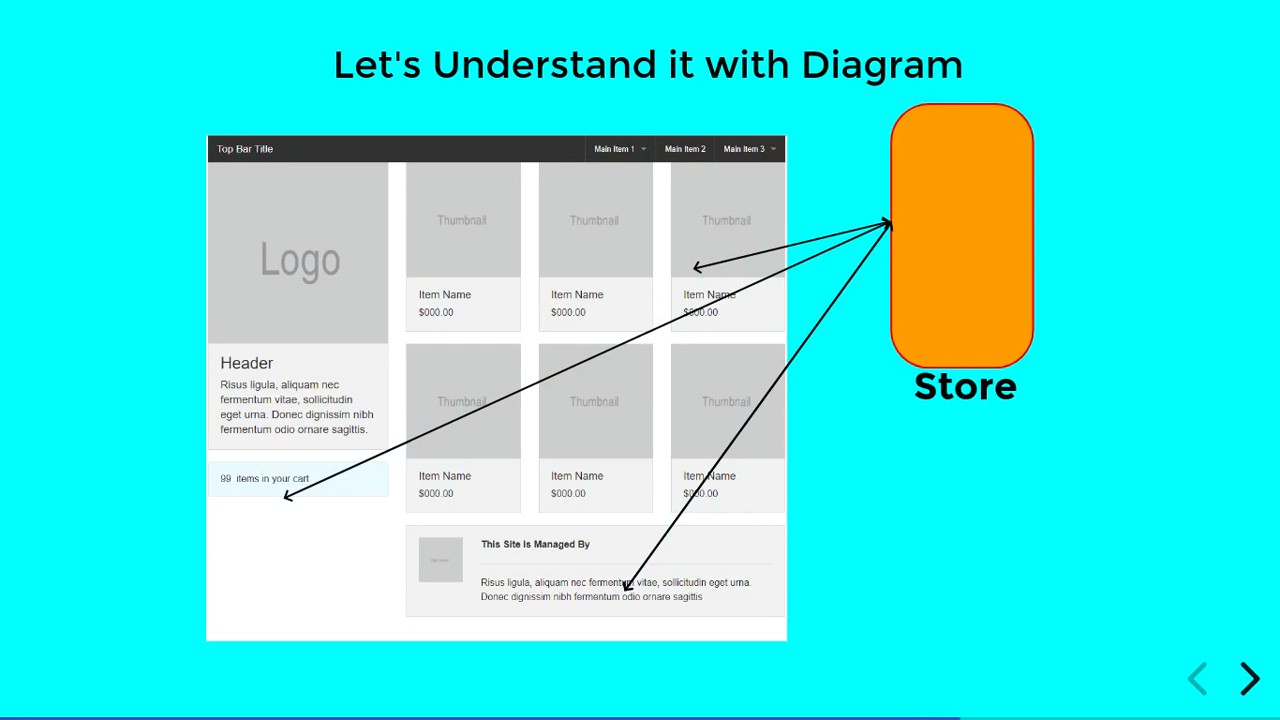 Let's Understand it with Diagram
Top Bar Title
Main Item 1
Main Item 2
Main Item 3
Logo
Header
Risus ligula, aliquam nec
fermentum vitae, sollicitudin
eget urna. Donec dignissim nibh
fermentum odio ornare sagittis.
99 items in your cart
Thumbnail
Thumbnail
Thumbnail
Item Name
$000.00
Item Name
$000.00
Item Name
$000.00
Thumbnail
Thumbnail
Thumbnail
Item Name
$000.00
Item Name
$000.00
Item Name
$000.00
This Site Is Managed By
Risus ligula, aliquam nec fermentum vitae, sollicitudin eget urna.
Donec dignissim nibh fermentum odio ornare sagittis
Store